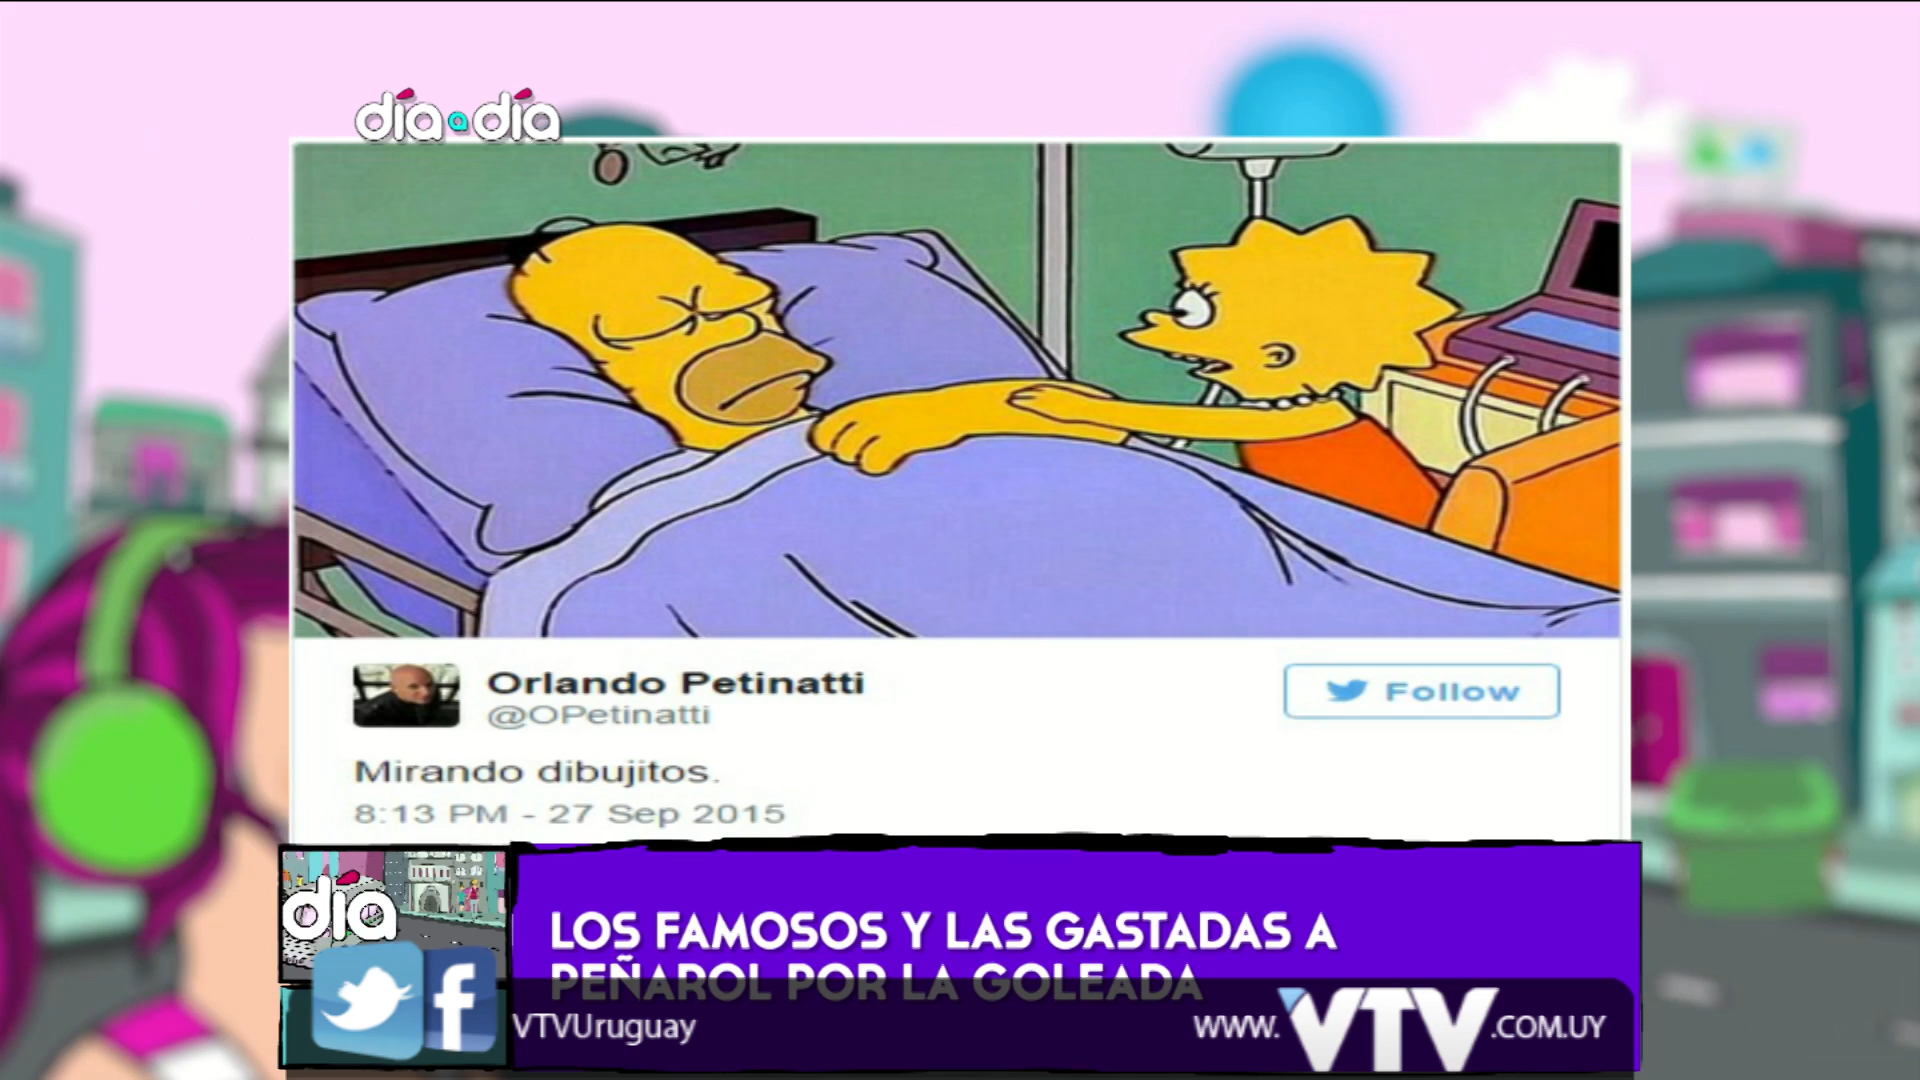 día a día
Orlando Petinatti
@OPetinatti
Follow
Mirando dibujitos.
8:13 PM - 27 Sep 2015
día
LOS FAMOSOS Y LAS GASTADAS A
PEÑAROL POR LA GOLEADA
VTVUruguay
WWW.VTV.COM.UY